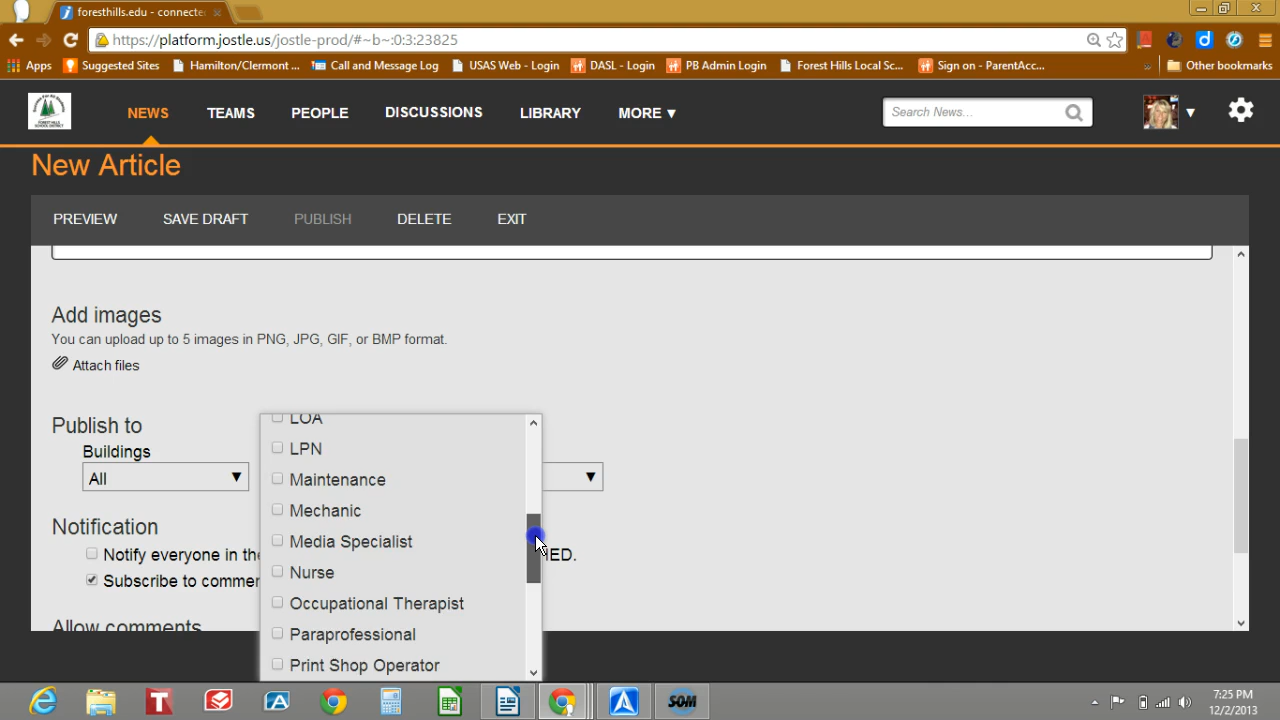 foresthills.edu - connecte
https://platform.jostle.us/jostle-prod/#~b~:0:3:23825
Apps Suggested Sites Hamilton/Clermont ... Call and Message Log USAS Web - Login DASL - Login PB Admin Login Forest Hills Local Sc... Sign on - ParentAcc... » Other bookmarks
NEWS TEAMS PEOPLE DISCUSSIONS LIBRARY MORE ▼ Search News...
New Article
PREVIEW SAVE DRAFT PUBLISH DELETE EXIT
Add images
You can upload up to 5 images in PNG, JPG, GIF, or BMP format.
Attach files
Publish to
Buildings
All
LOA
LPN
Maintenance
Mechanic
Media Specialist
Nurse
Occupational Therapist
Paraprofessional
Print Shop Operator
Notification
Notify everyone in the HED.
Subscribe to commen
Allow comments
7:25 PM
12/2/2013
SOM